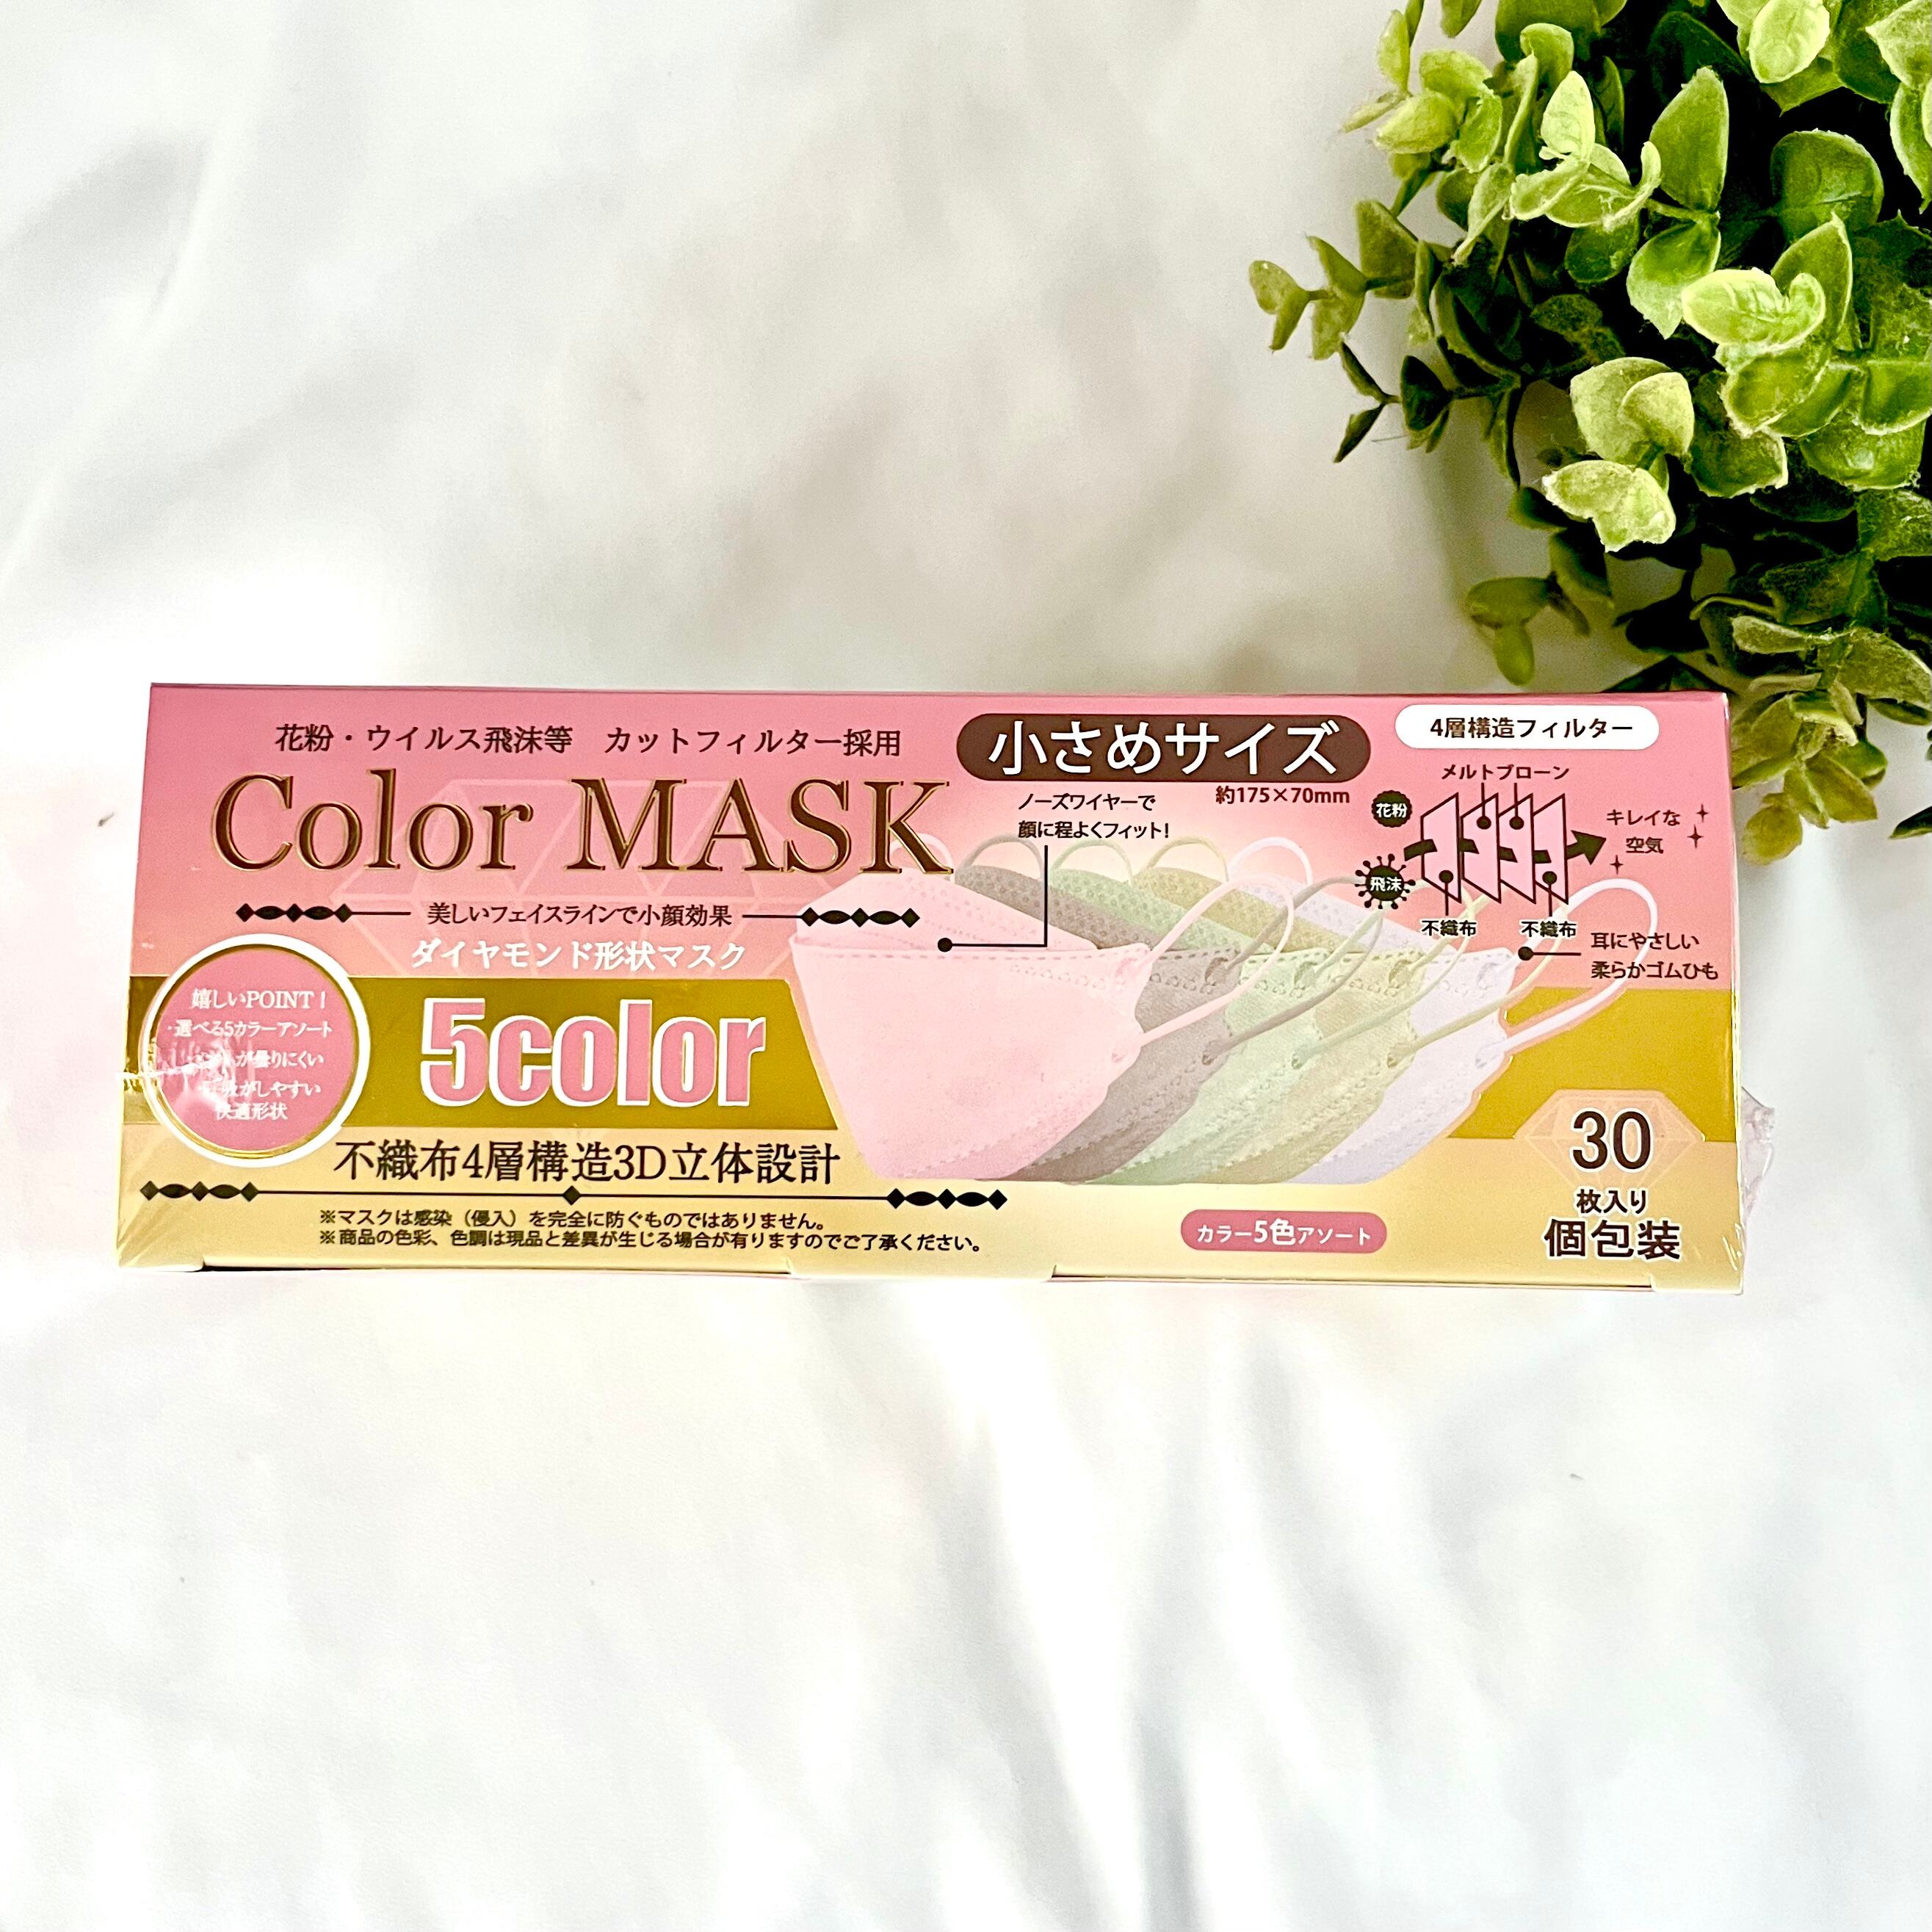 花粉・ウイルス飛沫等 カットフィルター採用
Color MASK
美しいフェイスラインで小顔効果
ダイヤモンド形状マスク
嬉しいPOINT!
・選べる5カラーアソート
が曇りにくい
がしやすい
快適形状
5color
不織布4層構造3D立体設計
※マスクは感染(侵入)を完全に防ぐものではありません。
※商品の色彩、色調は現品と差異が生じる場合が有りますのでご了承ください。
小さめサイズ
約175×70mm
ノーズワイヤーで
顔に程よくフィット!
4層構造フィルター
メルトブローン
花粉
飛沫
キレイな
空気
不織布 不織布
耳にやさしい
柔らかゴムひも
カラー5色アソート
30
枚入り
個包装